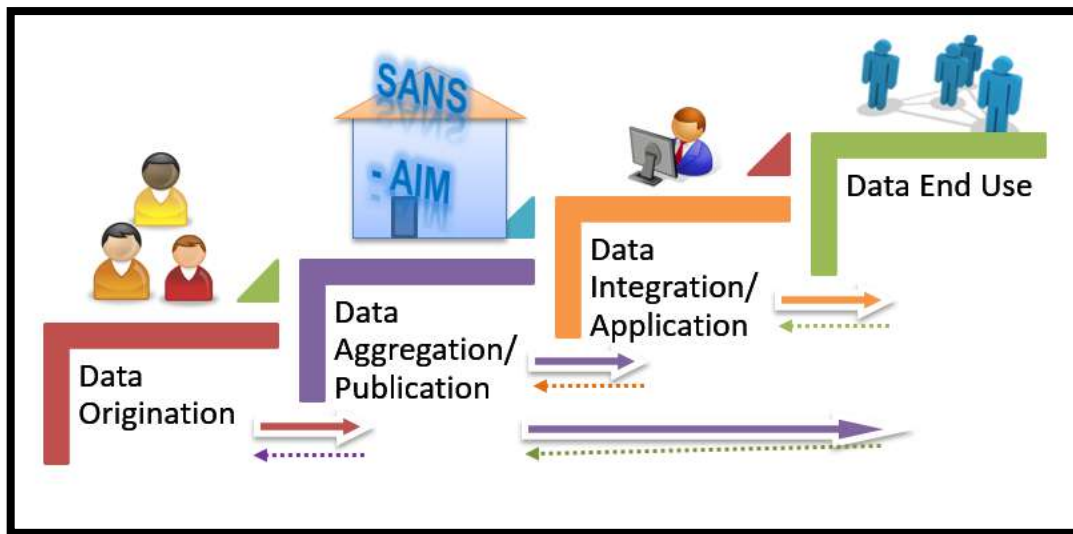 SANS
- AIM
Data End Use
Data
Integration/
Application
Data
Aggregation/
Publication
Data
Origination